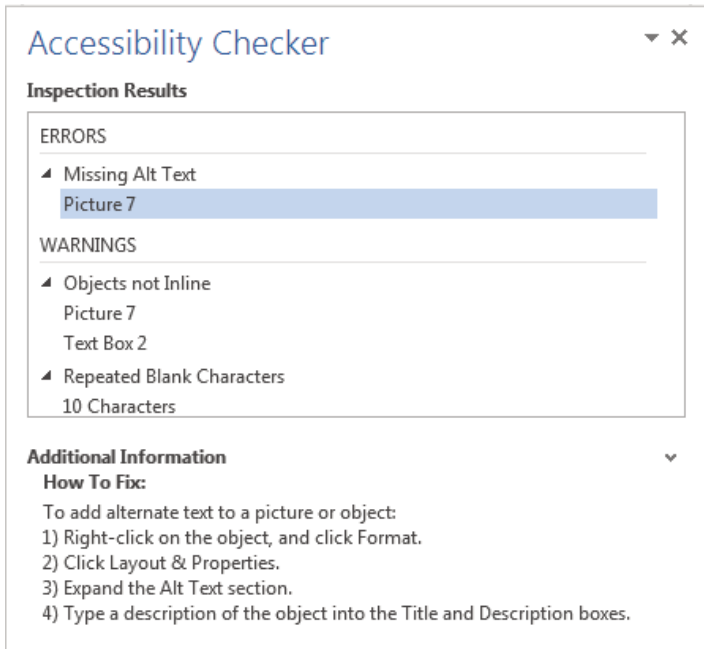 Accessibility Checker
Inspection Results
ERRORS
Missing Alt Text
Picture 7
WARNINGS
Objects not Inline
Picture 7
Text Box 2
Repeated Blank Characters
10 Characters
Additional Information
How To Fix:
To add alternate text to a picture or object:
1) Right-click on the object, and click Format.
2) Click Layout & Properties.
3) Expand the Alt Text section.
4) Type a description of the object into the Title and Description boxes.